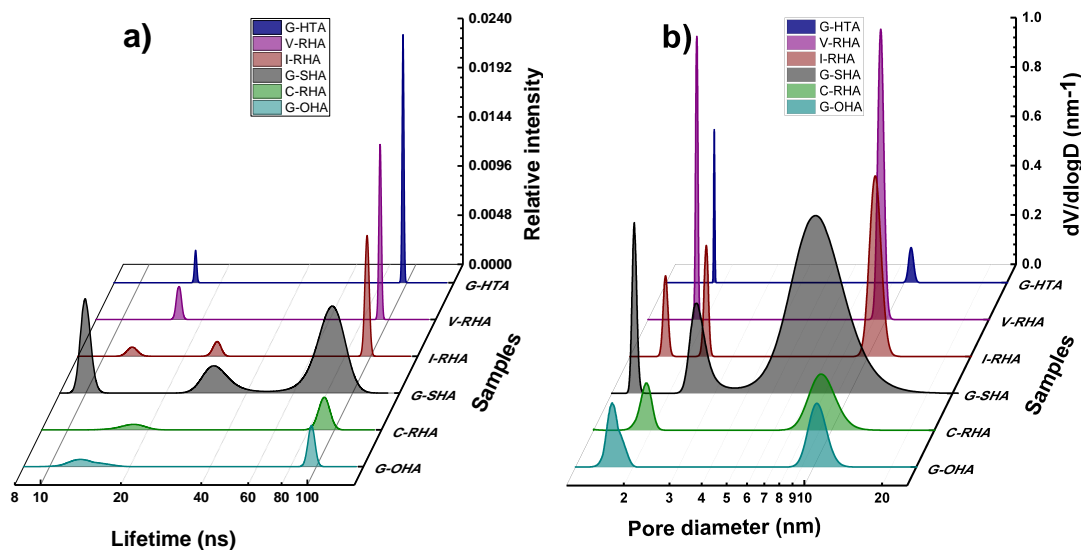 a)
G-HTA
V-RHA
I-RHA
G-SHA
C-RHA
G-OHA
0.0240
0.0192
0.0144
0.0096
0.0048
0.0000
Relative intensity
G-HTA
V-RHA
I-RHA
G-SHA
C-RHA
G-OHA
Samples
8 10 20 40 60 80 100
Lifetime (ns)
b)
G-HTA
V-RHA
I-RHA
G-SHA
C-RHA
G-OHA
1.0
0.8
0.6
0.4
0.2
0.0
dV/dlogD (nm-1)
G-HTA
V-RHA
I-RHA
G-SHA
C-RHA
G-OHA
Samples
2 3 4 5 6 7 8 910 20
Pore diameter (nm)